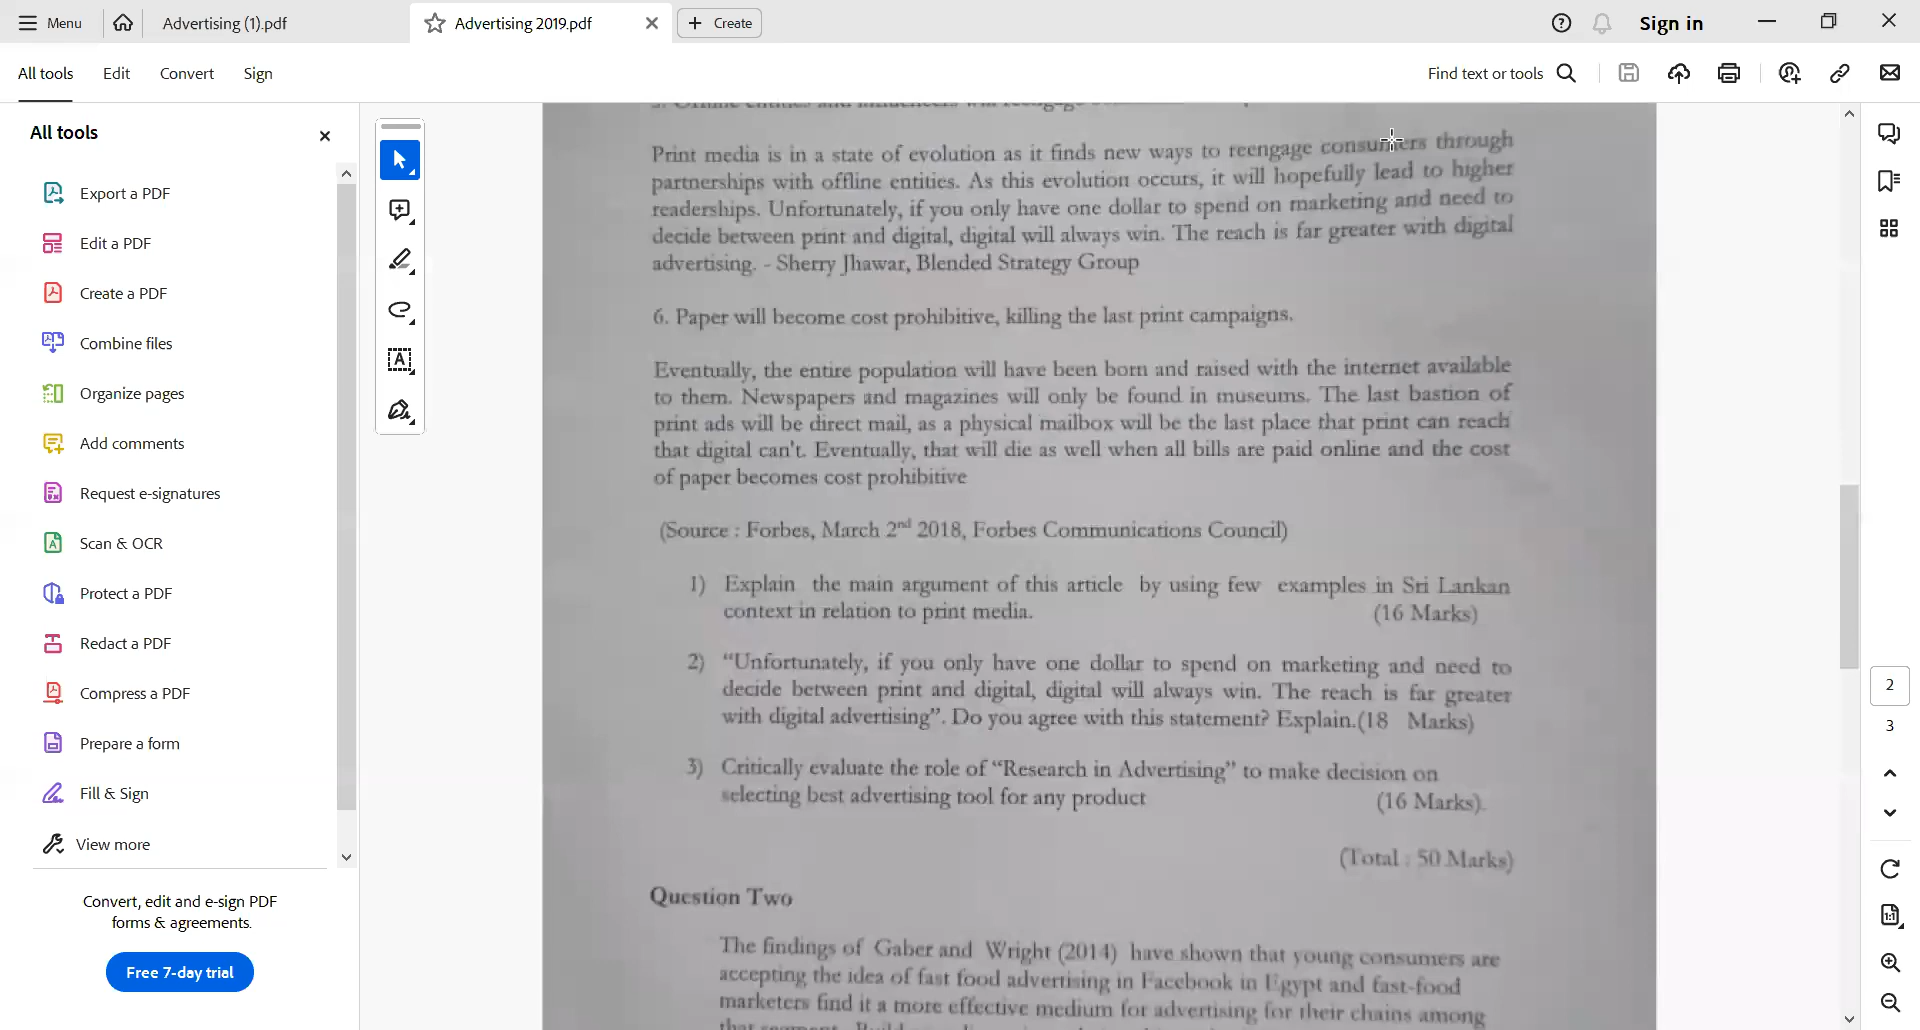 Menu
Advertising (1).pdf
Advertising 2019.pdf
Create
Sign in
All tools
Edit
Convert
Sign
Find text or tools
All tools
Export a PDF
Edit a PDF
Create a PDF
Combine files
Organize pages
Add comments
Request e-signatures
Scan & OCR
Protect a PDF
Redact a PDF
Compress a PDF
Prepare a form
Fill & Sign
View more
Convert, edit and e-sign PDF
forms & agreements.
Free 7-day trial
Print media is in a state of evolution as it finds new ways to reengage consumers through
partnerships with offline entities. As this evolution occurs, it will hopefully lead to higher
readerships. Unfortunately, if you only have one dollar to spend on marketing and need to
decide between print and digital, digital will always win. The reach is far greater with digital
advertising. - Sherry Jhawar, Blended Strategy Group
6. Paper will become cost prohibitive, killing the last print campaigns.
Eventually, the entire population will have been born and raised with the internet available
to them. Newspapers and magazines will only be found in museums. The last bastion of
print ads will be direct mail, as a physical mailbox will be the last place that print can reach
that digital can't. Eventually, that will die as well when all bills are paid online and the cost
of paper becomes cost prohibitive
(Source : Forbes, March 2nd 2018, Forbes Communications Council)
1) Explain the main argument of this article by using few examples in Sri Lankan
context in relation to print media. (16 Marks)
2) “Unfortunately, if you only have one dollar to spend on marketing and need to
decide between print and digital, digital will always win. The reach is far greater
with digital advertising”. Do you agree with this statement? Explain.(18 Marks)
3) Critically evaluate the role of “Research in Advertising” to make decision on
selecting best advertising tool for any product (16 Marks).
(Total : 50 Marks)
Question Two
The findings of Gaber and Wright (2014) have shown that young consumers are
accepting the idea of fast food advertising in Facebook in Egypt and fast-food
marketers find it a more effective medium for advertising for their chains among
2
3